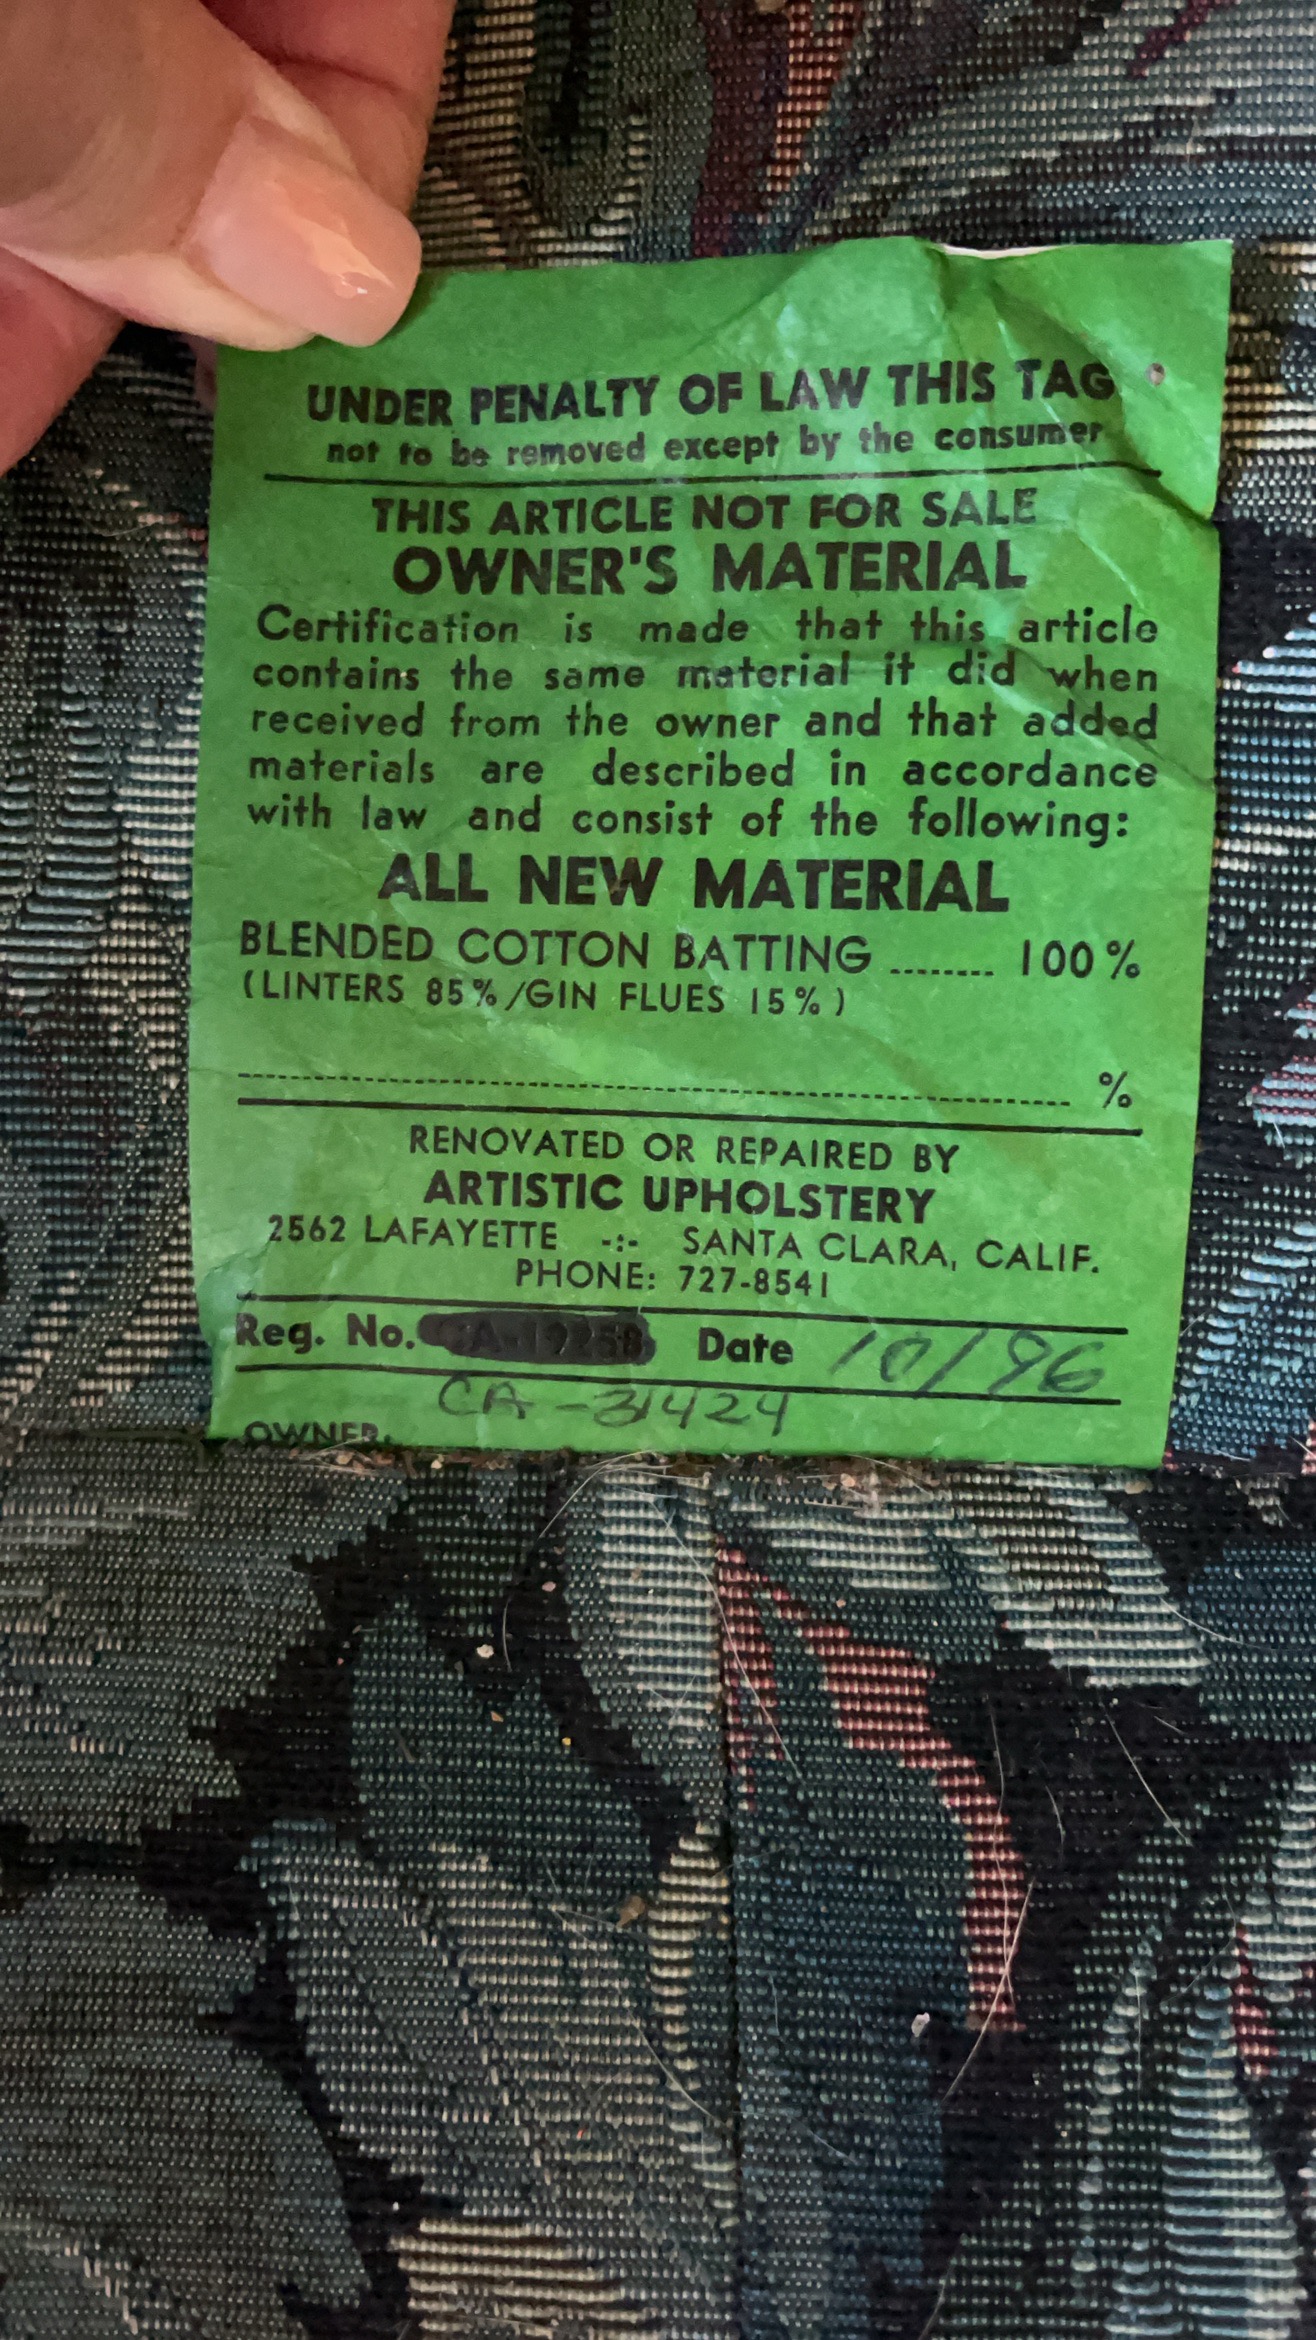 UNDER PENALTY OF LAW THIS TAG
not to be removed except by the consumer
THIS ARTICLE NOT FOR SALE
OWNER'S MATERIAL
Certification is made that this article
contains the same material it did when
received from the owner and that added
materials are described in accordance
with law and consist of the following:
ALL NEW MATERIAL
BLENDED COTTON BATTING ........ 100%
(LINTERS 85%/GIN FLUES 15%)
%
RENOVATED OR REPAIRED BY
ARTISTIC UPHOLSTERY
2562 LAFAYETTE -:- SANTA CLARA, CALIF.
PHONE: 727-8541
Reg. No. Date 10/96
CA-31424
OWNER